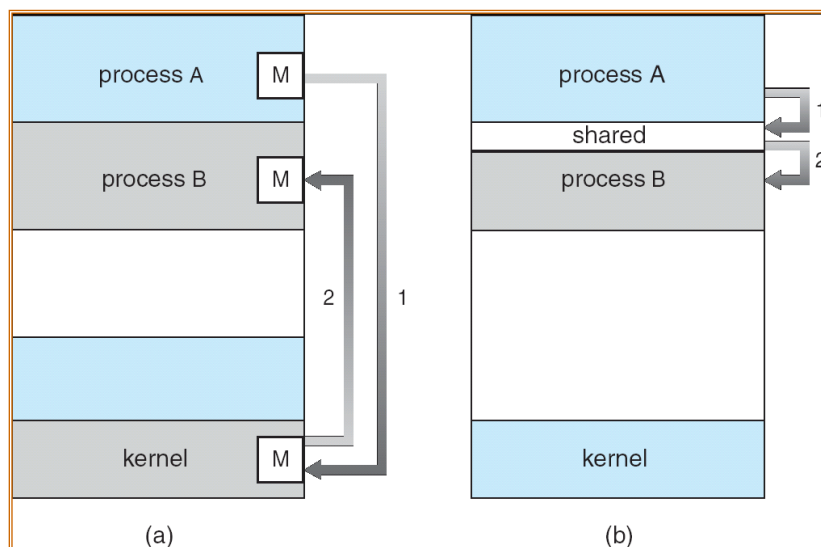 process A
M
process B
M
2
1
kernel
M
(a)
process A
1
shared
2
process B
kernel
(b)